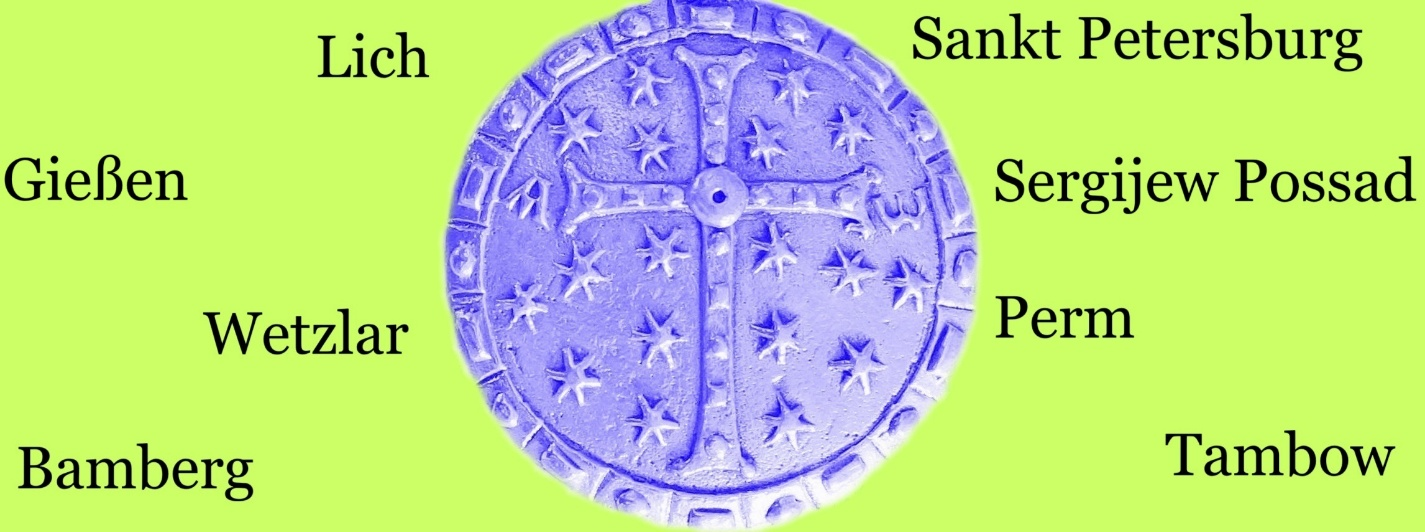 Lich
Sankt Petersburg
Gießen
Sergijew Possad
Wetzlar
Perm
Bamberg
Tambow